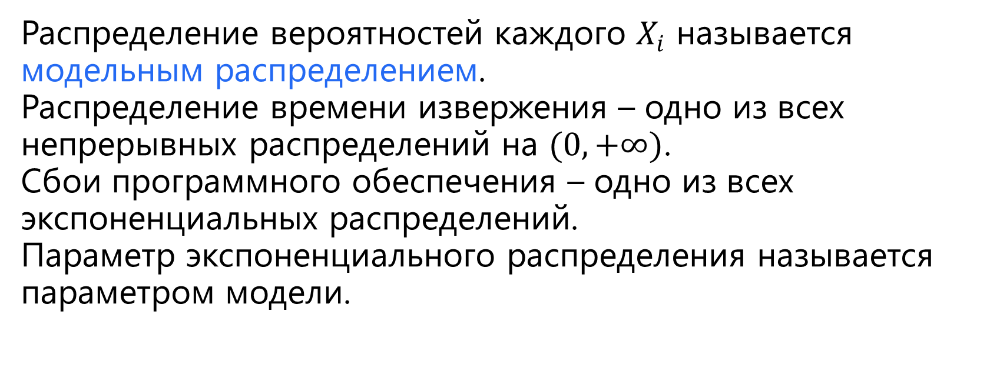 Распределение вероятностей каждого $X_i$ называется
модельным распределением.
Распределение времени извержения – одно из всех
непрерывных распределений на $(0, +\infty)$.
Сбои программного обеспечения – одно из всех
экспоненциальных распределений.
Параметр экспоненциального распределения называется
параметром модели.